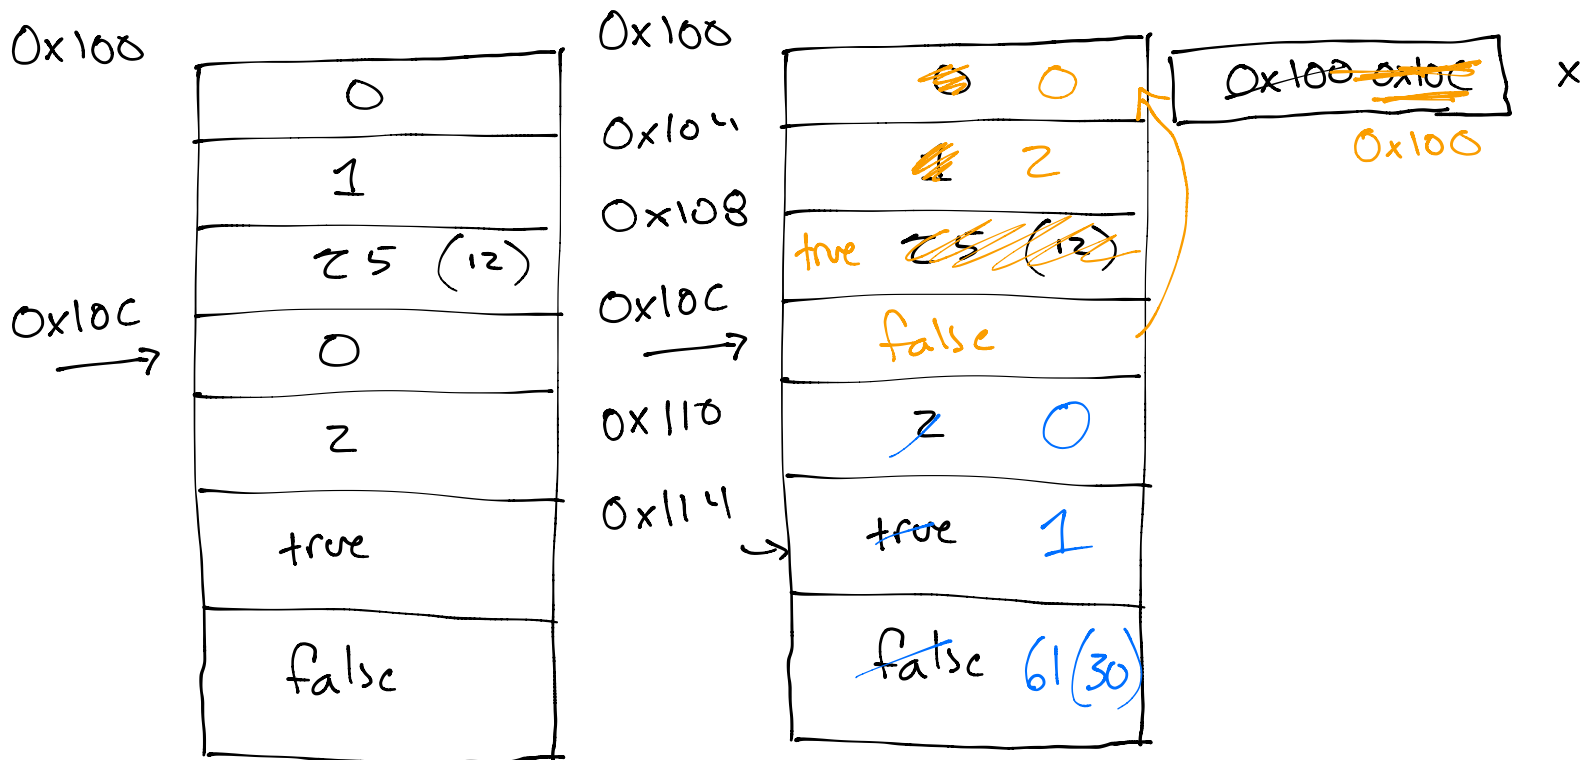 0x100
0
1
25 (12)
0x10C
0
2
true
false
0x100
0 0
0x104
1 2
0x108
true 25 (12)
0x10C
false
0x110
2 0
0x114
true 1
false 61(30)
0x100 0x10C x
0x100